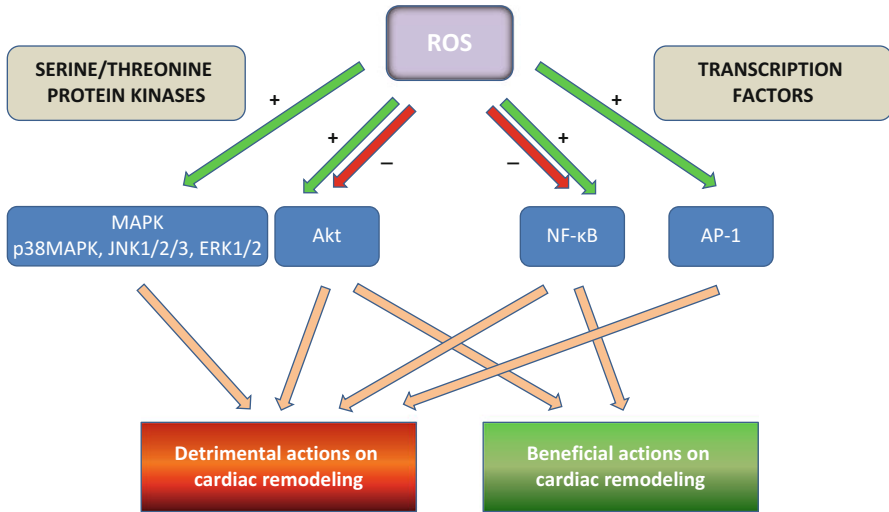 ROS
SERINE/THREONINE
PROTEIN KINASES
TRANSCRIPTION
FACTORS
+
+
–
–
+
+
MAPK
p38MAPK, JNK1/2/3, ERK1/2
Akt
NF-κB
AP-1
Detrimental actions on
cardiac remodeling
Beneficial actions on
cardiac remodeling